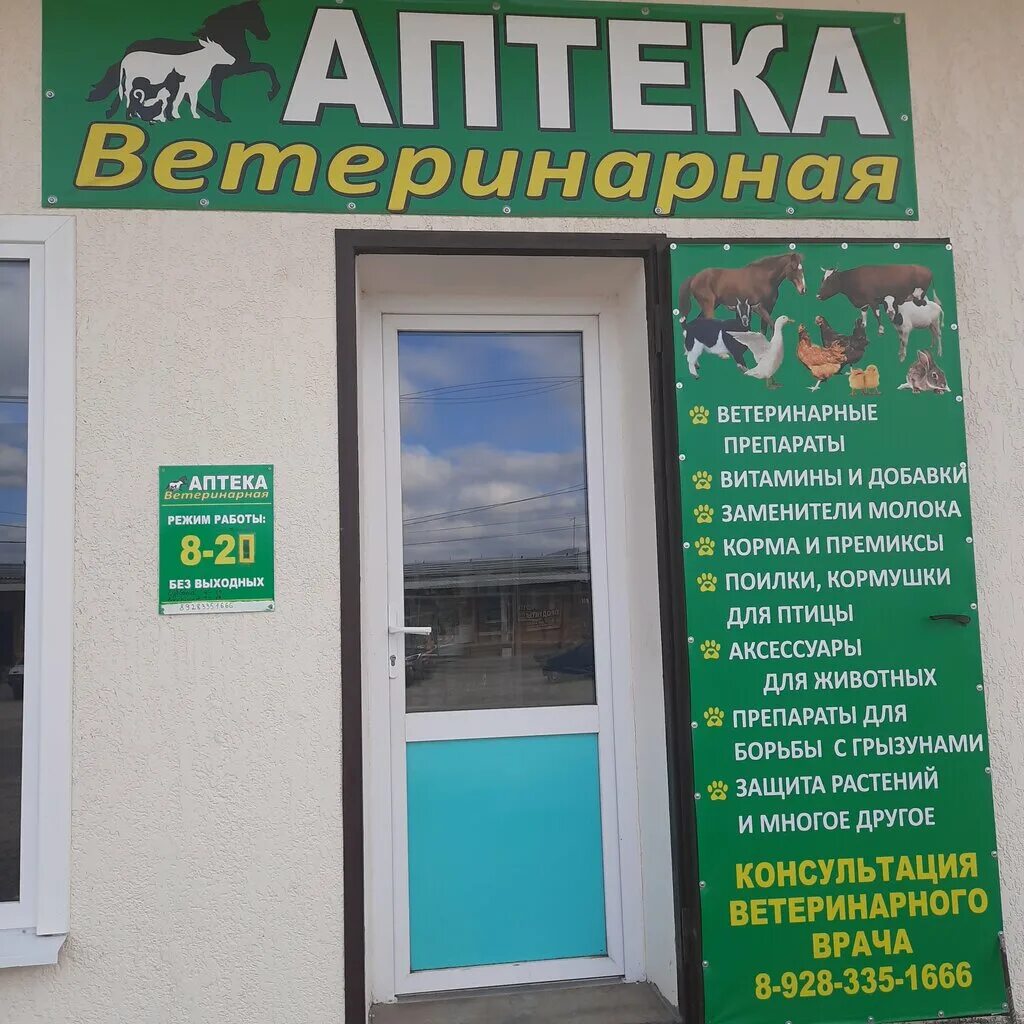 АПТЕКА
Ветеринарная
АПТЕКА
Ветеринарная
РЕЖИМ РАБОТЫ:
8-20
БЕЗ ВЫХОДНЫХ
89283351666
ВЕТЕРИНАРНЫЕ
ПРЕПАРАТЫ
ВИТАМИНЫ И ДОБАВКИ
ЗАМЕНИТЕЛИ МОЛОКА
КОРМА И ПРЕМИКСЫ
ПОИЛКИ, КОРМУШКИ
ДЛЯ ПТИЦЫ
АКСЕССУАРЫ
ДЛЯ ЖИВОТНЫХ
ПРЕПАРАТЫ ДЛЯ
БОРЬБЫ С ГРЫЗУНАМИ
ЗАЩИТА РАСТЕНИЙ
И МНОГОЕ ДРУГОЕ
КОНСУЛЬТАЦИЯ
ВЕТЕРИНАРНОГО
ВРАЧА
8-928-335-1666